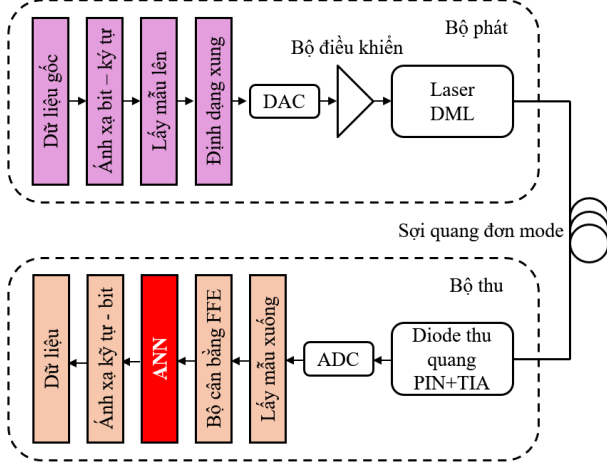 Bộ phát
Dữ liệu gốc
Ánh xạ bit – ký tự
Lấy mẫu lên
Định dạng xung
DAC
Bộ điều khiển
Laser
DML
Sợi quang đơn mode
Bộ thu
Diode thu
quang
PIN+TIA
ADC
Lấy mẫu xuống
Bộ cân bằng FFE
ANN
Ánh xạ ký tự - bit
Dữ liệu